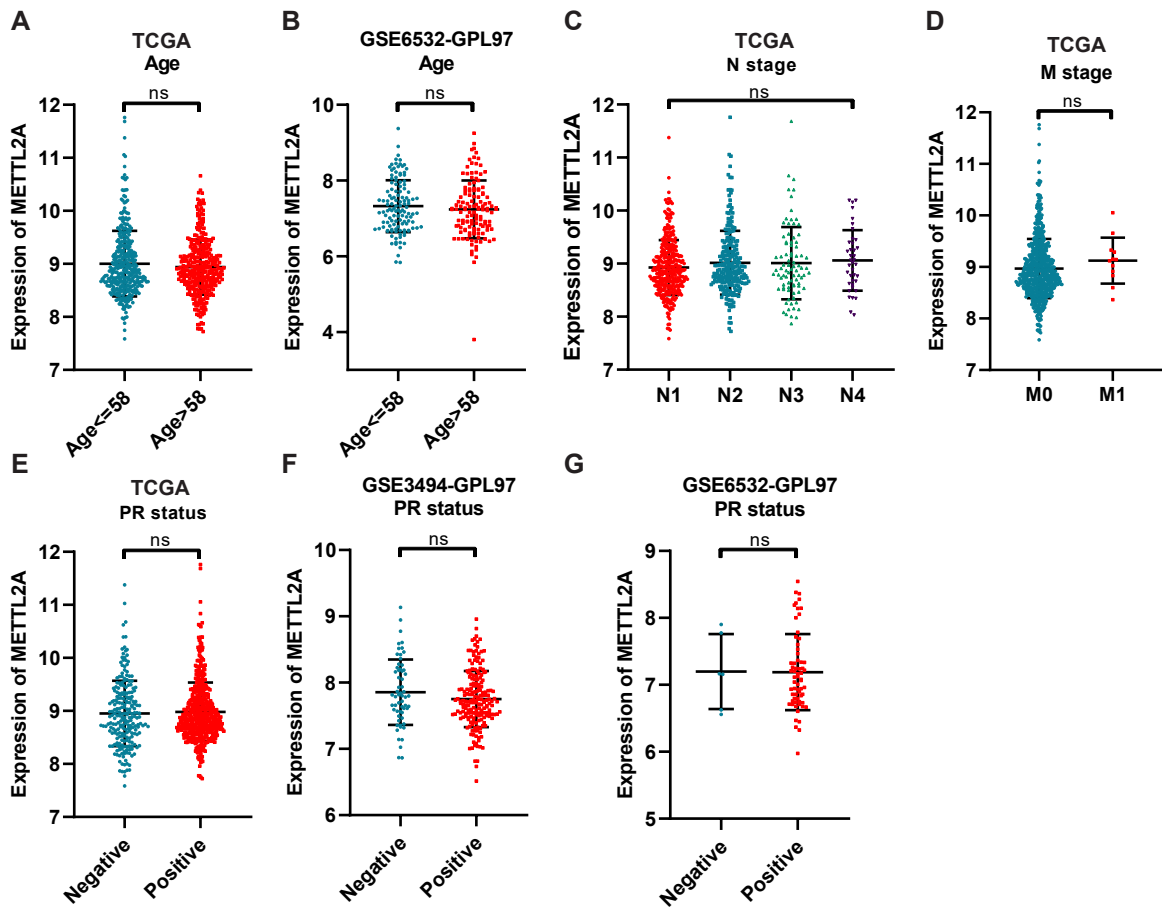 A
TCGA
Age
ns
Expression of METTL2A
12
11
10
9
8
7
Age<=58
Age>58
B
GSE6532-GPL97
Age
ns
Expression of METTL2A
10
8
6
4
Age<=58
Age>58
C
TCGA
N stage
ns
Expression of METTL2A
12
11
10
9
8
7
N1
N2
N3
N4
D
TCGA
M stage
ns
Expression of METTL2A
12
11
10
9
8
7
M0
M1
E
TCGA
PR status
ns
Expression of METTL2A
12
11
10
9
8
7
Negative
Positive
F
GSE3494-GPL97
PR status
ns
Expression of METTL2A
10
9
8
7
6
Negative
Positive
G
GSE6532-GPL97
PR status
ns
Expression of METTL2A
9
8
7
6
5
Negative
Positive